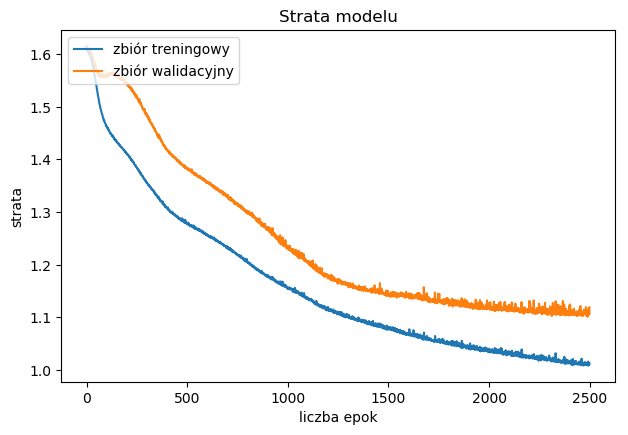 Strata modelu
zbiór treningowy
zbiór walidacyjny
strata
1.6
1.5
1.4
1.3
1.2
1.1
1.0
0
500
1000
1500
2000
2500
liczba epok